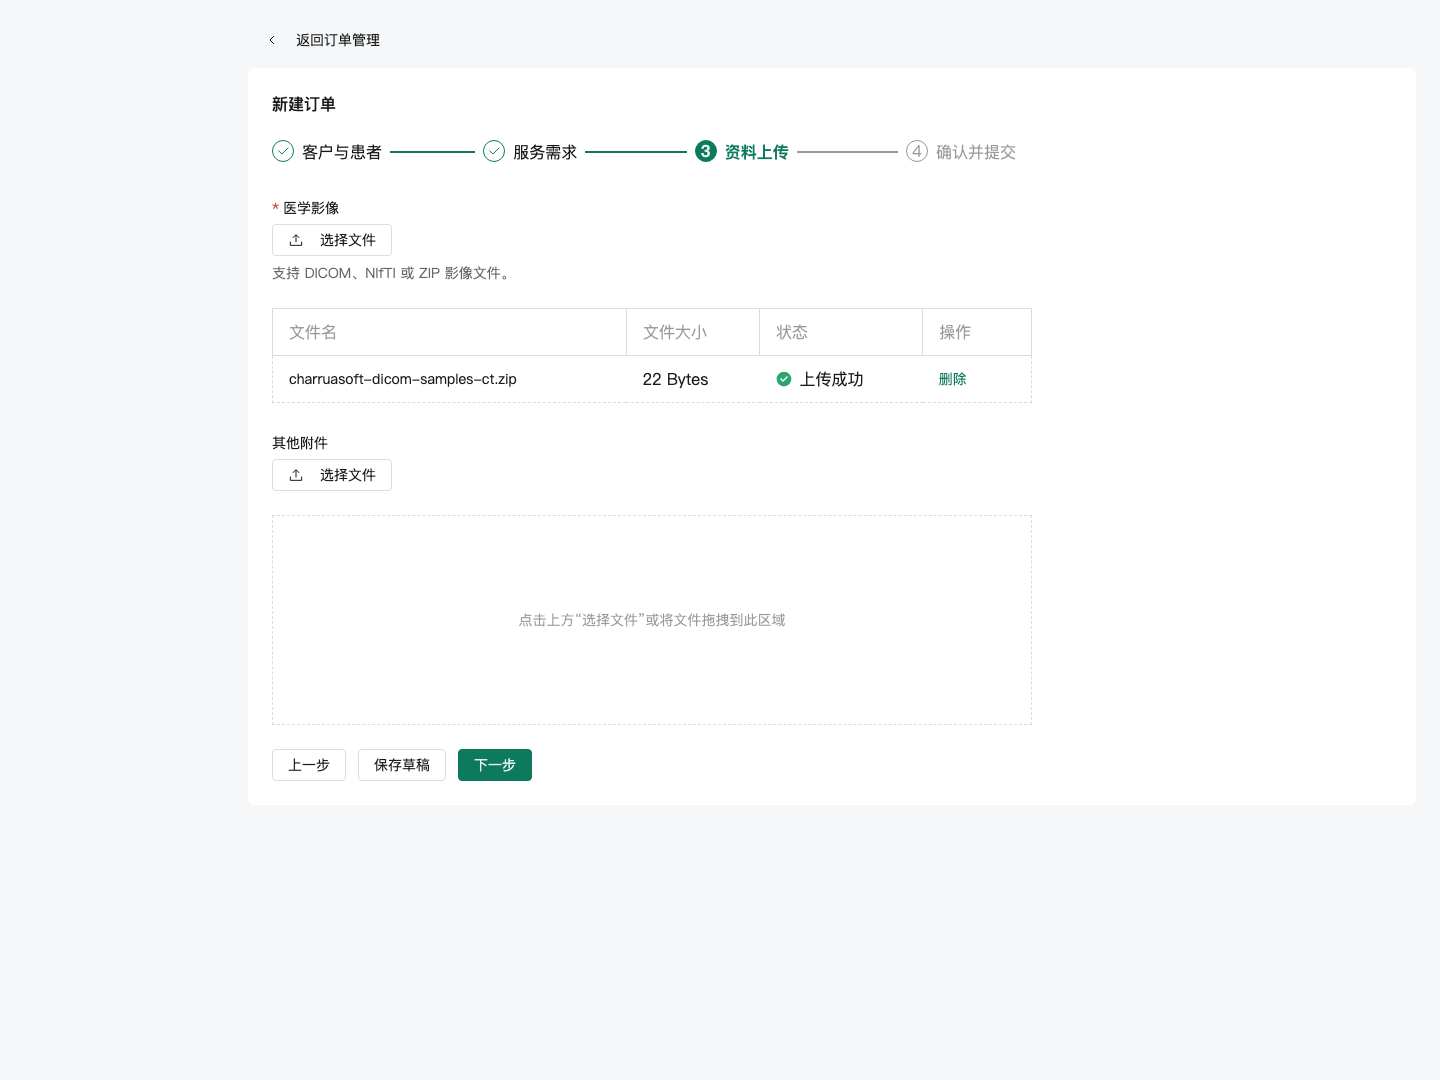 返回订单管理
新建订单
客户与患者 服务需求 3 资料上传 4 确认并提交
* 医学影像
选择文件
支持 DICOM、NIfTI 或 ZIP 影像文件。
文件名 文件大小 状态 操作
charruasoft-dicom-samples-ct.zip 22 Bytes 上传成功 删除
其他附件
选择文件
点击上方“选择文件”或将文件拖拽到此区域
上一步 保存草稿 下一步